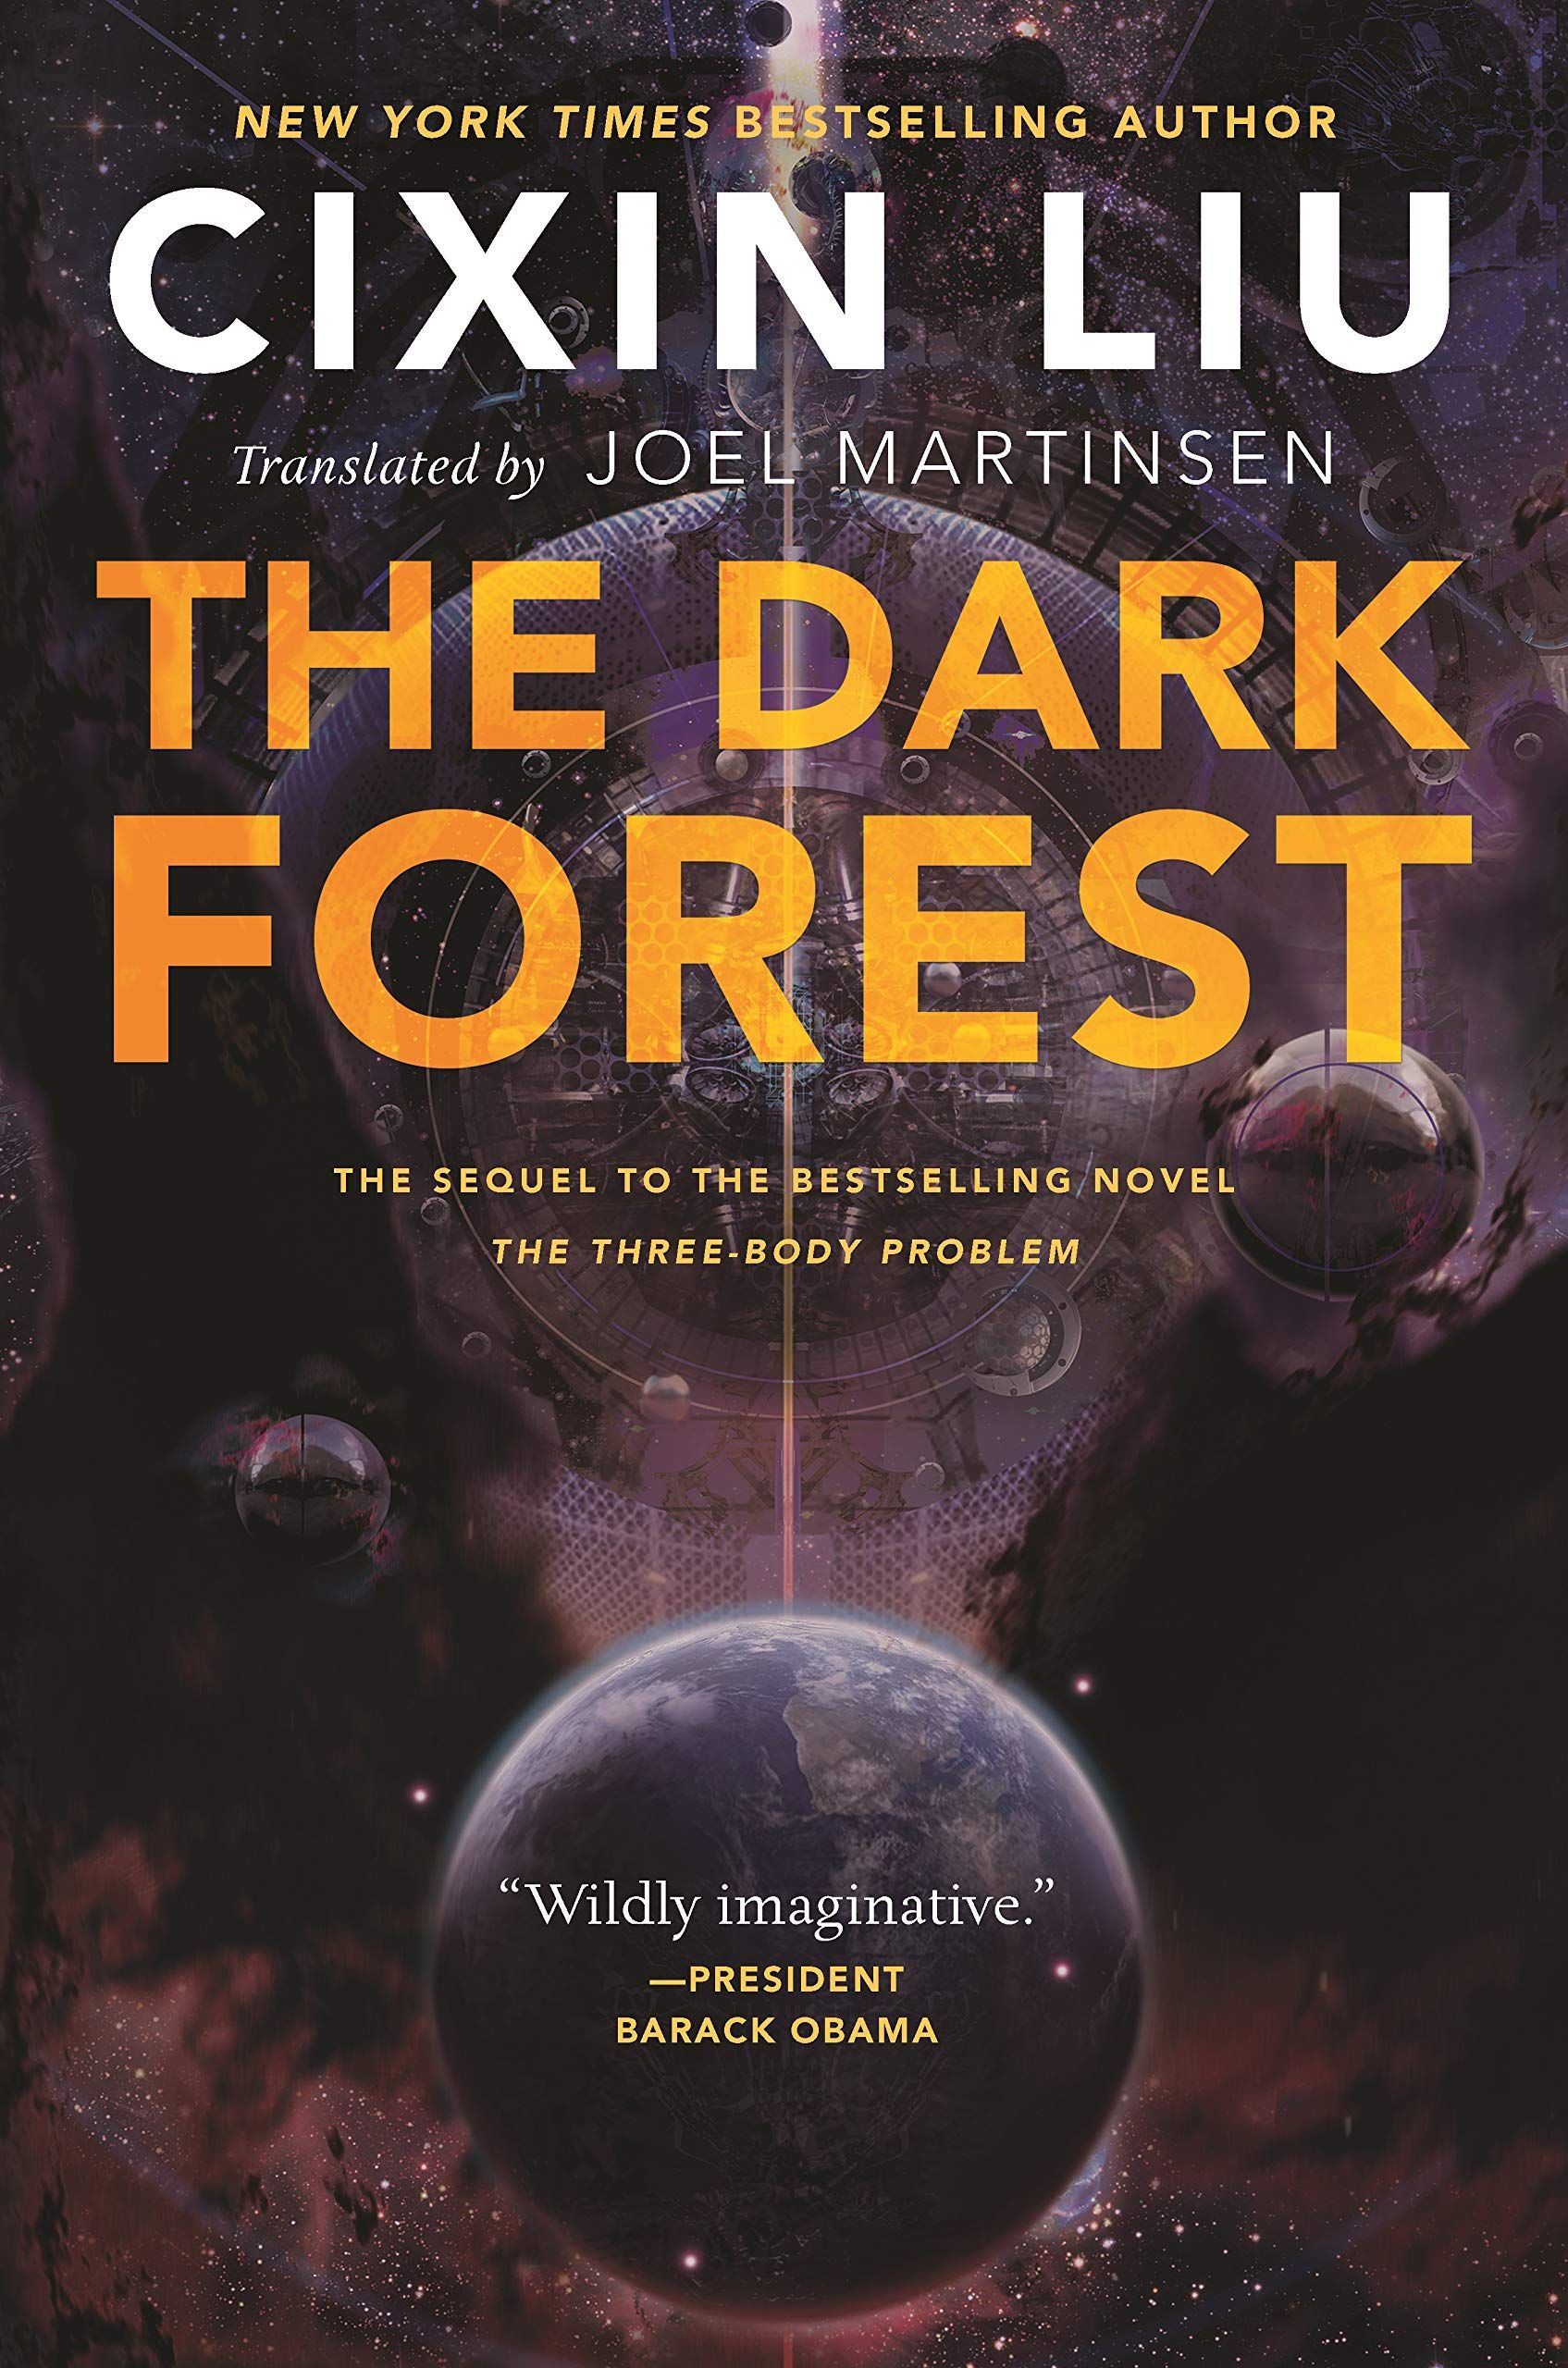 NEW YORK TIMES BESTSELLING AUTHOR
CIXIN LIU
Translated by JOEL MARTINSEN
THE DARK
FOREST
THE SEQUEL TO THE BESTSELLING NOVEL
THE THREE-BODY PROBLEM
“Wildly imaginative.”
—PRESIDENT
BARACK OBAMA